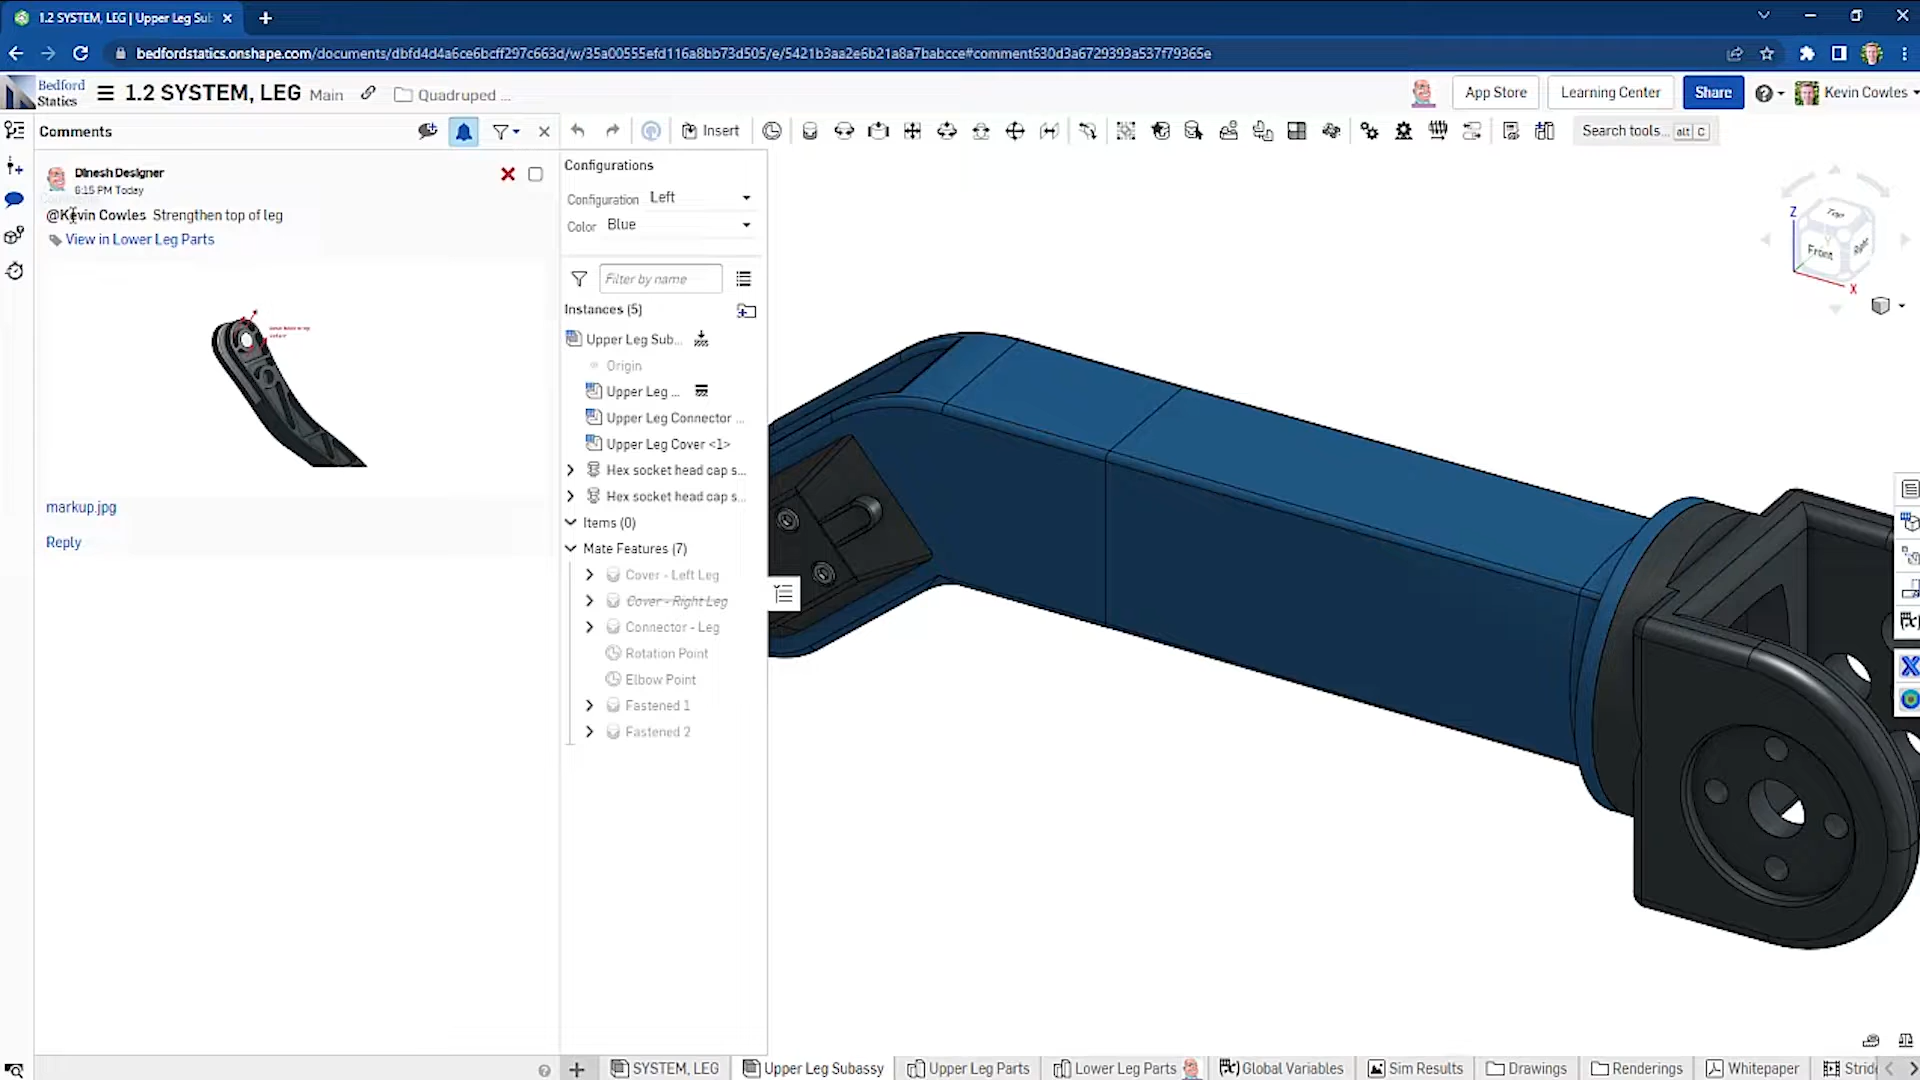 1.2 SYSTEM, LEG | Upper Leg Sub
bedfordstatics.onshape.com/documents/dbfd4d4a6ce6bcff297c663d/w/35a00555efd116a8bb73d505/e/5421b3aa2e6b21a8a7babcce#comment630d3a6729393a537f79365e
Bedford
Statics
1.2 SYSTEM, LEG Main Quadruped ...
App Store
Learning Center
Share
Kevin Cowles
Comments
Insert
Search tools... alt C
Dinesh Designer
6:15 PM Today
@Kevin Cowles Strengthen top of leg
View in Lower Leg Parts
markup.jpg
Reply
Configurations
Configuration Left
Color Blue
Filter by name
Instances (5)
Upper Leg Sub...
Origin
Upper Leg ...
Upper Leg Connector ...
Upper Leg Cover <1>
Hex socket head cap s...
Hex socket head cap s...
Items (0)
Mate Features (7)
Cover - Left Leg
Cover - Right Leg
Connector - Leg
Rotation Point
Elbow Point
Fastened 1
Fastened 2
Z
Top
Front
Right
X
SYSTEM, LEG
Upper Leg Subassy
Upper Leg Parts
Lower Leg Parts
Global Variables
Sim Results
Drawings
Renderings
Whitepaper
Strid